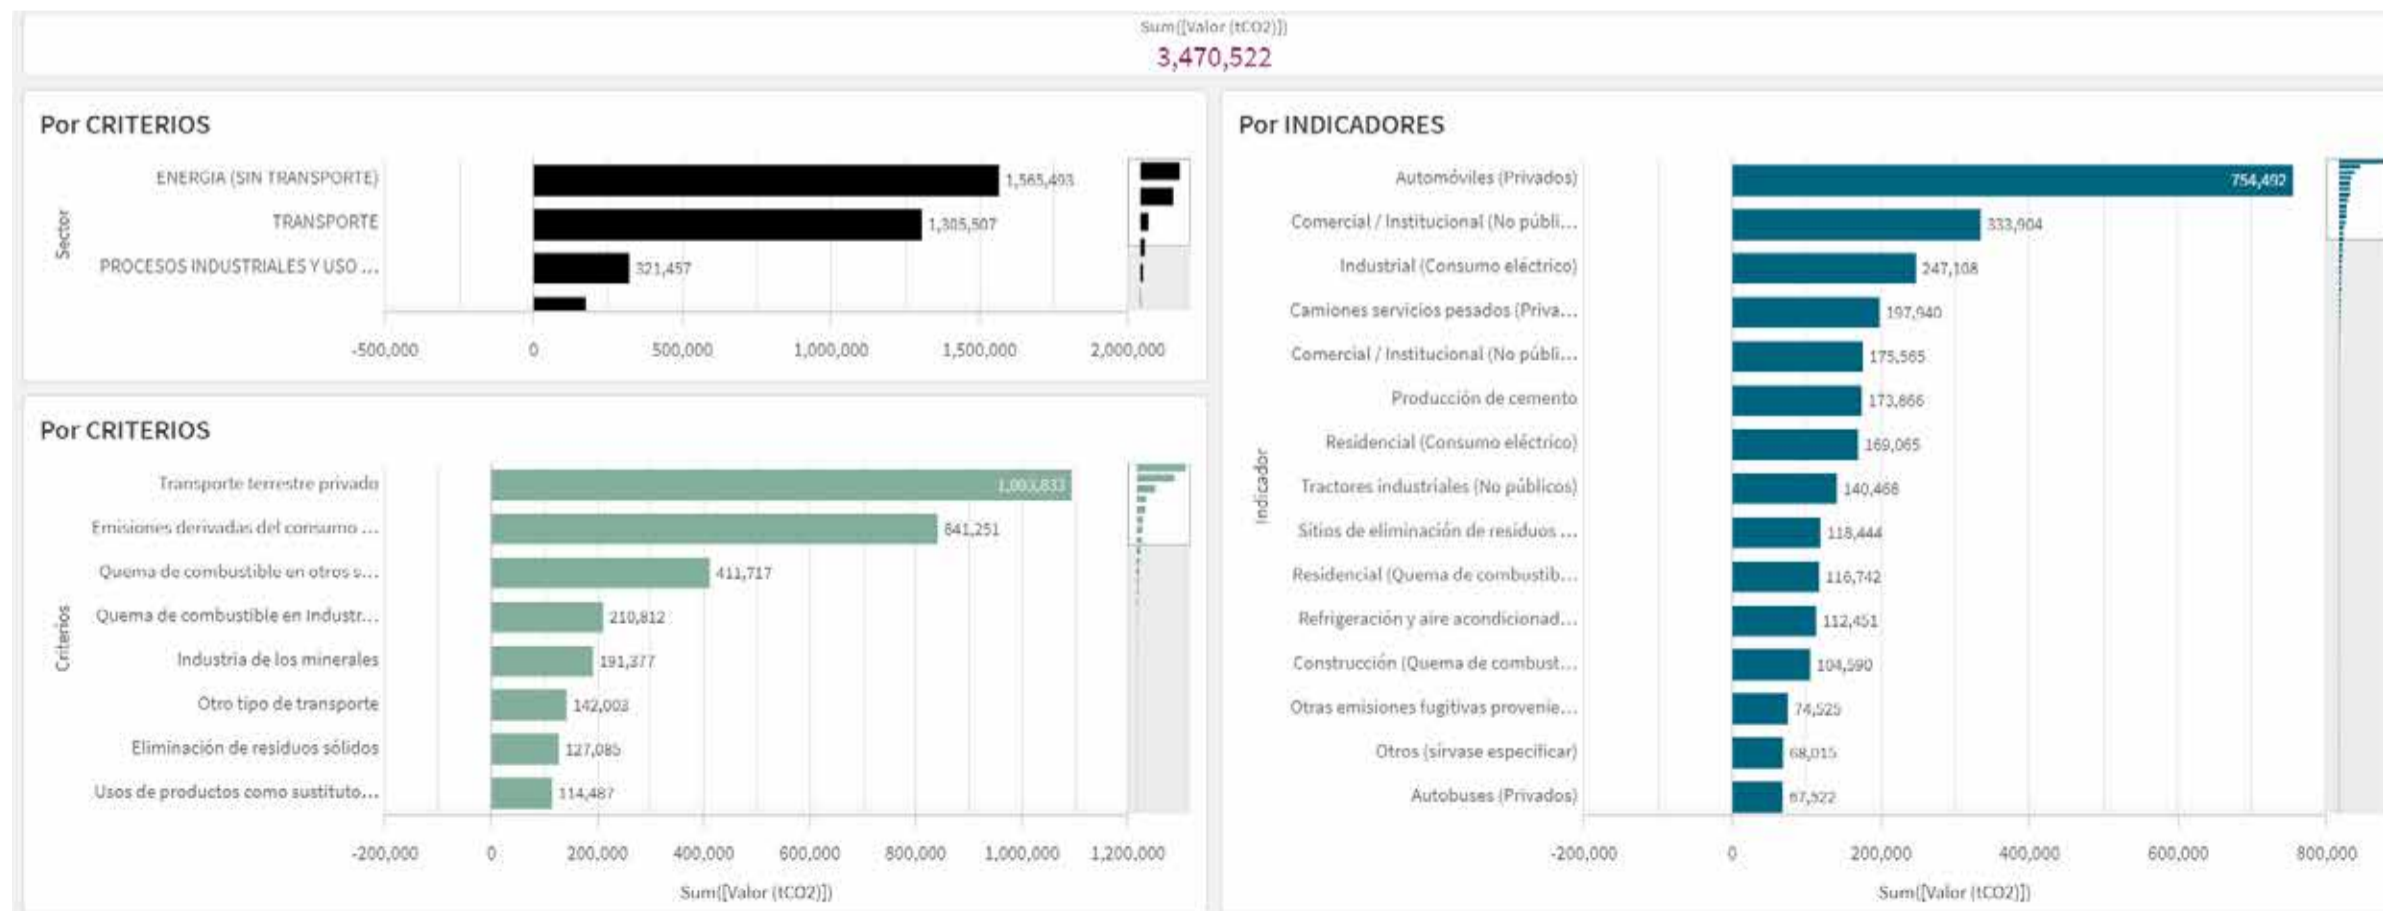 Sum([Valor (tCO2)])
3,470,522
Por CRITERIOS
Sector
ENERGIA (SIN TRANSPORTE)
1,565,493
TRANSPORTE
1,305,507
PROCESOS INDUSTRIALES Y USO ...
321,457
-500,000 0 500,000 1,000,000 1,500,000 2,000,000
Por CRITERIOS
Criterios
Transporte terrestre privado
Emisiones derivadas del consumo ...
841,251
Quema de combustible en otros s...
411,717
Quema de combustible en Industr...
210,812
Industria de los minerales
191,377
Otro tipo de transporte
142,003
Eliminación de residuos sólidos
127,085
Usos de productos como sustituto...
114,487
-200,000 0 200,000 400,000 600,000 800,000 1,000,000 1,200,000
Sum([Valor (tCO2)])
Por INDICADORES
Indicador
Automóviles (Privados)
754,492
Comercial / Institucional (No públi...
333,904
Industrial (Consumo eléctrico)
247,108
Camiones servicios pesados (Priva...
197,940
Comercial / Institucional (No públi...
175,565
Producción de cemento
173,866
Residencial (Consumo eléctrico)
169,065
Tractores industriales (No públicos)
140,468
Sitios de eliminación de residuos ...
118,444
Residencial (Quema de combustib...
116,742
Refrigeración y aire acondicionad...
112,451
Construcción (Quema de combust...
104,590
Otras emisiones fugitivas provenie...
74,525
Otros (sírvase especificar)
68,015
Autobuses (Privados)
67,522
-200,000 0 200,000 400,000 600,000 800,000
Sum([Valor (tCO2)])